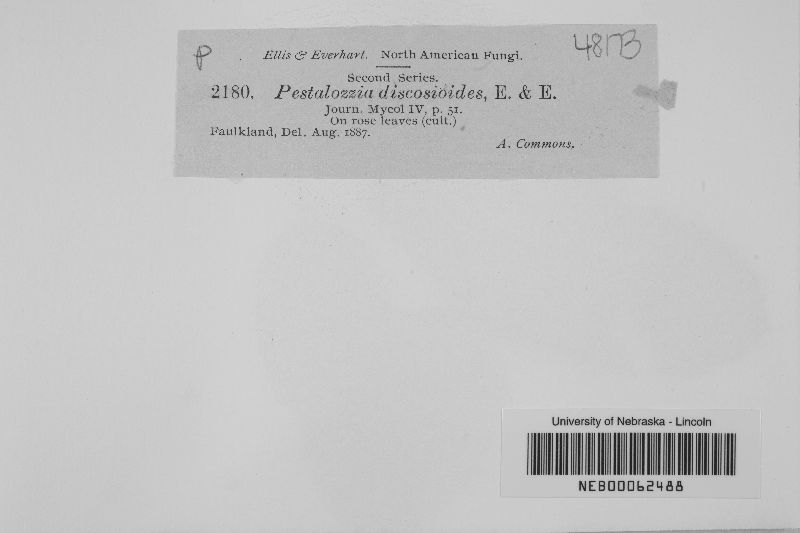 P
Ellis & Everhart. North American Fungi.
48173
Second Series.
2180. Pestalozzia discosioides, E. & E.
Journ. Mycol IV, p. 51.
On rose leaves (cult.)
Faulkland, Del. Aug. 1887.
A. Commons.
University of Nebraska - Lincoln
NEB00062488